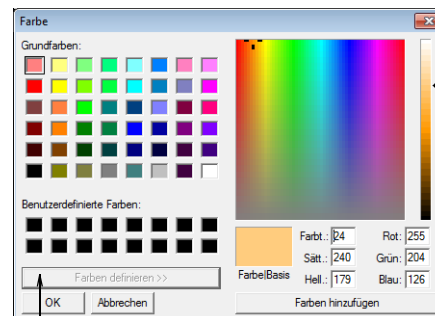 Farbe
Grundfarben:
Benutzerdefinierte Farben:
Farben definieren >>
OK Abbrechen
Farbe|Basis
Farbt.: 24 Rot: 255
Sätt.: 240 Grün: 204
Hell.: 179 Blau: 126
Farben hinzufügen